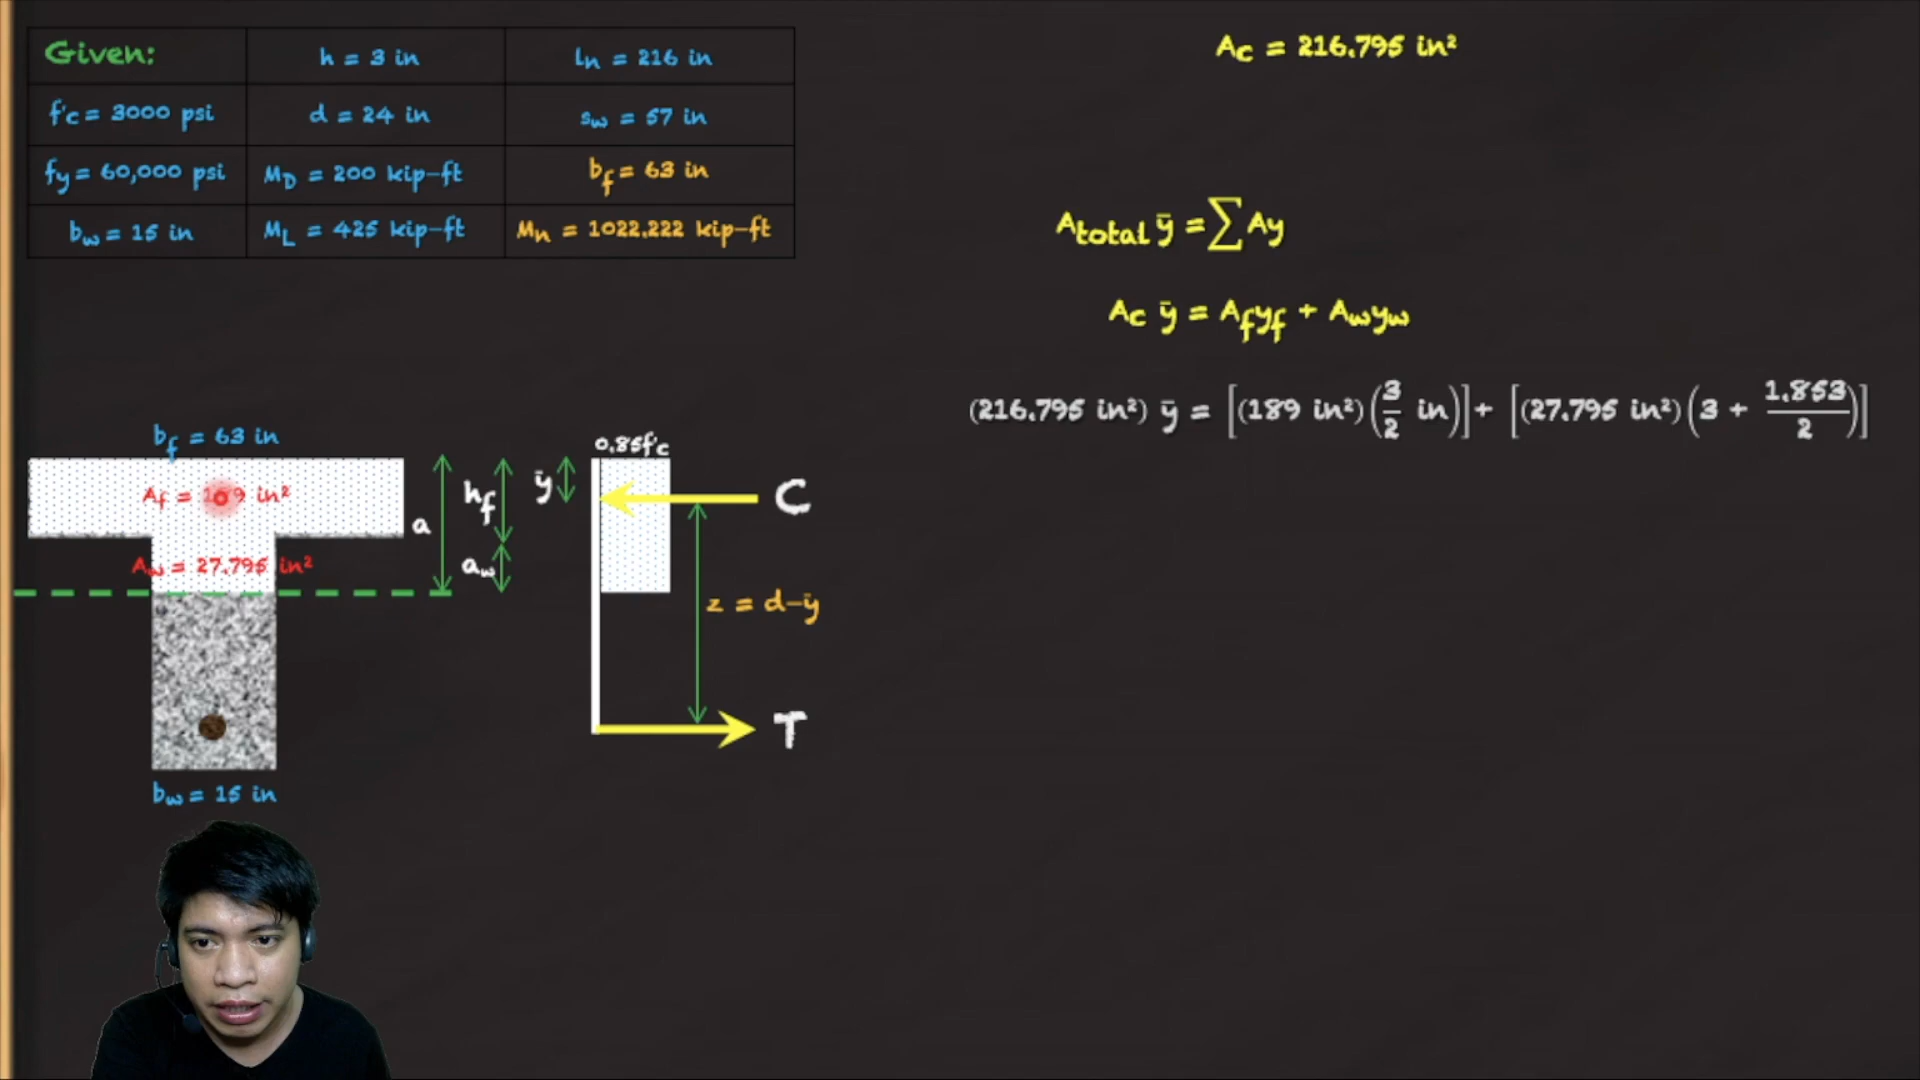 Given:
h = 3 in
ln = 216 in
f'c = 3000 psi
d = 24 in
sw = 57 in
fy = 60,000 psi
MD = 200 kip-ft
bf = 63 in
bw = 15 in
ML = 425 kip-ft
Mn = 1022.222 kip-ft
Ac = 216.795 in²
Atotal ȳ = ∑ Ay
Ac ȳ = Afyf + Awyw
(216.795 in²) ȳ = [(189 in²)(3/2 in)] + [(27.795 in²)(3 + 1.853/2)]
bf = 63 in
Af = 189 in²
Aw = 27.795 in²
a
hf
aw
ȳ
0.85f'c
C
z = d-ȳ
T
bw = 15 in